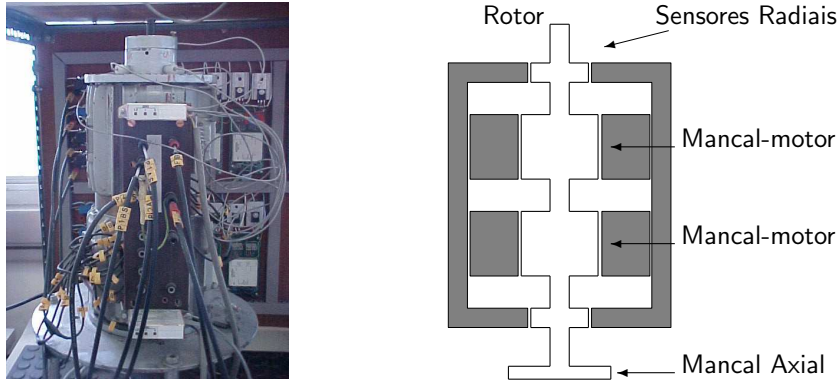 Rotor
Sensores Radiais
Mancal-motor
Mancal-motor
Mancal Axial